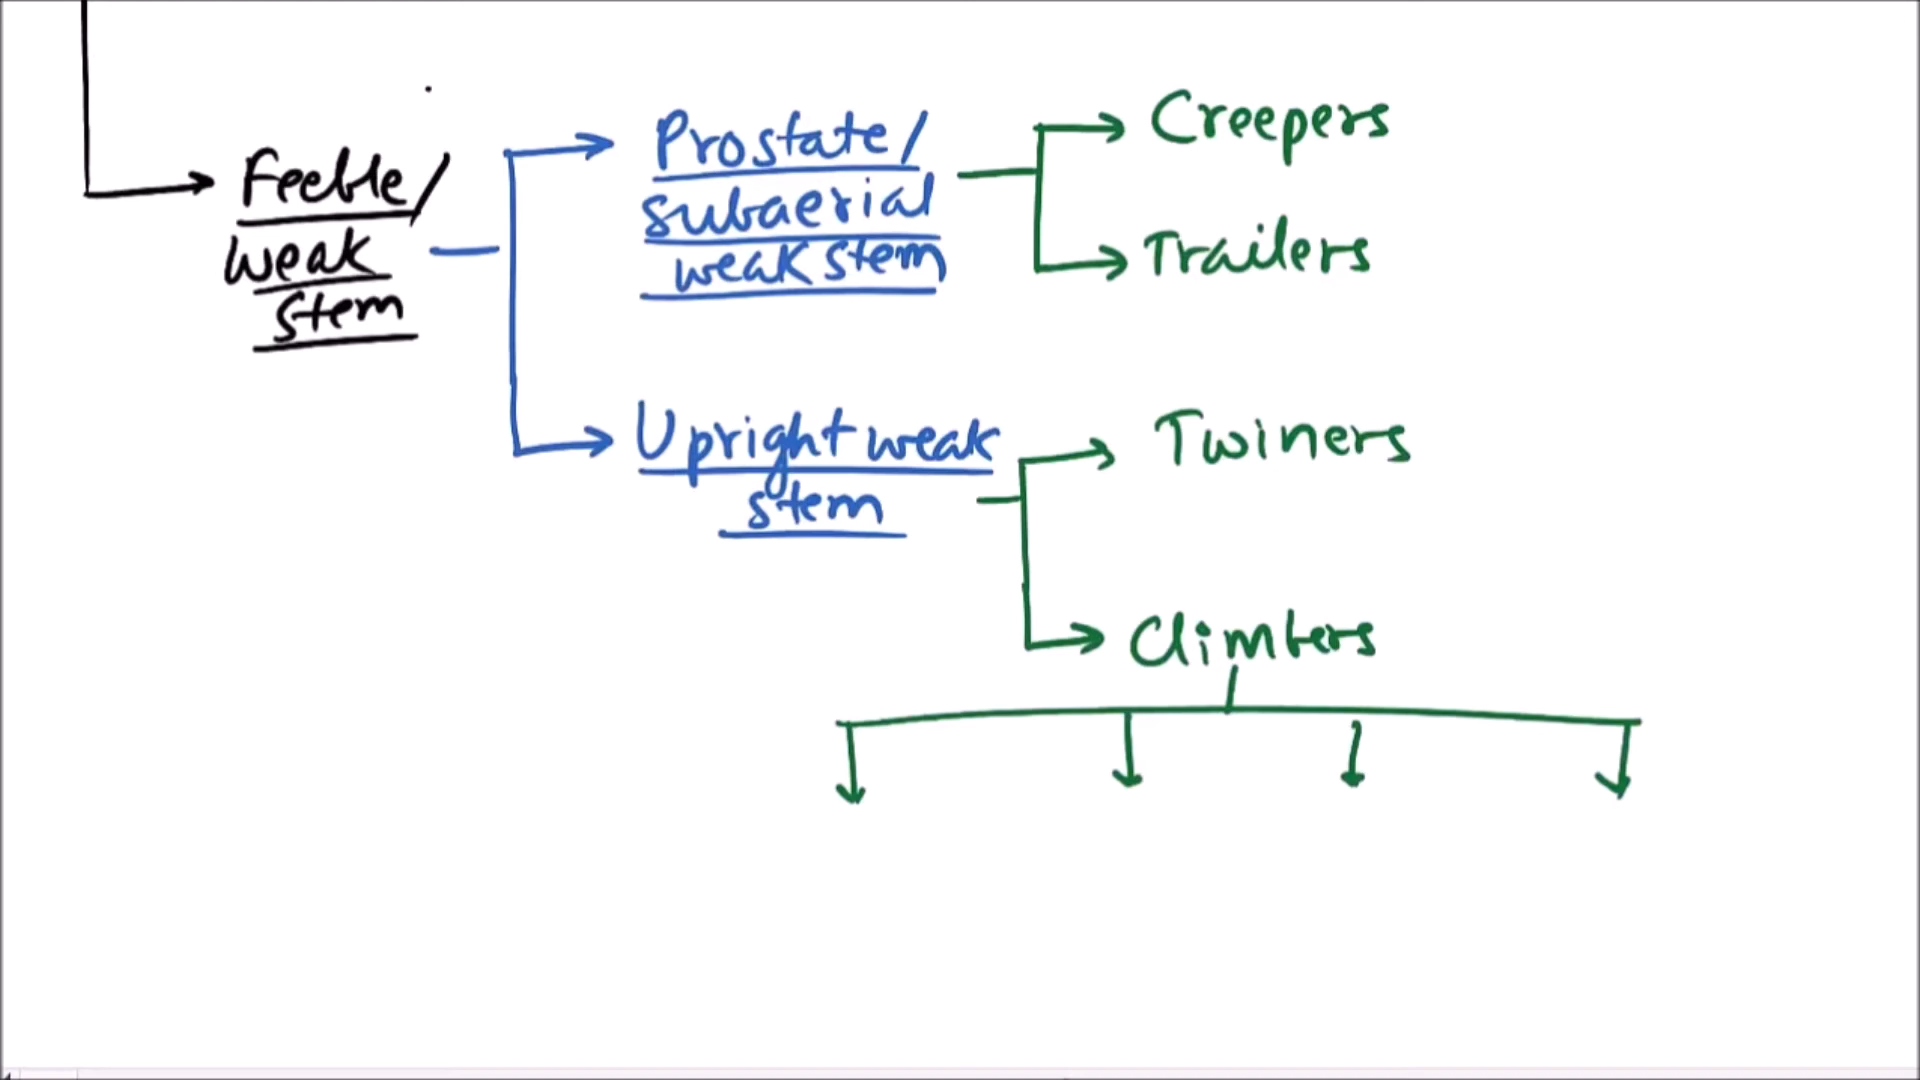 Feeble/
weak
stem
Prostate/
subaerial
weak stem
Creepers
Trailers
Upright weak
stem
Twiners
Climbers